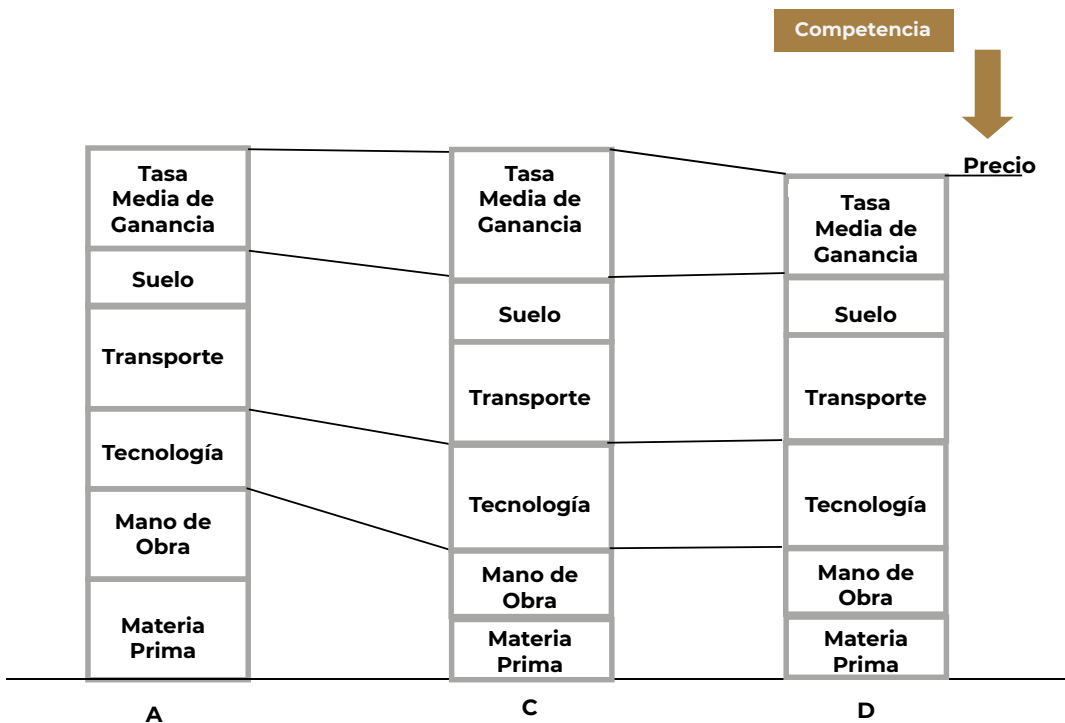 Competencia
Precio
Tasa
Media de
Ganancia
Suelo
Transporte
Tecnología
Mano de
Obra
Materia
Prima
A
Tasa
Media de
Ganancia
Suelo
Transporte
Tecnología
Mano de
Obra
Materia
Prima
C
Tasa
Media de
Ganancia
Suelo
Transporte
Tecnología
Mano de
Obra
Materia
Prima
D